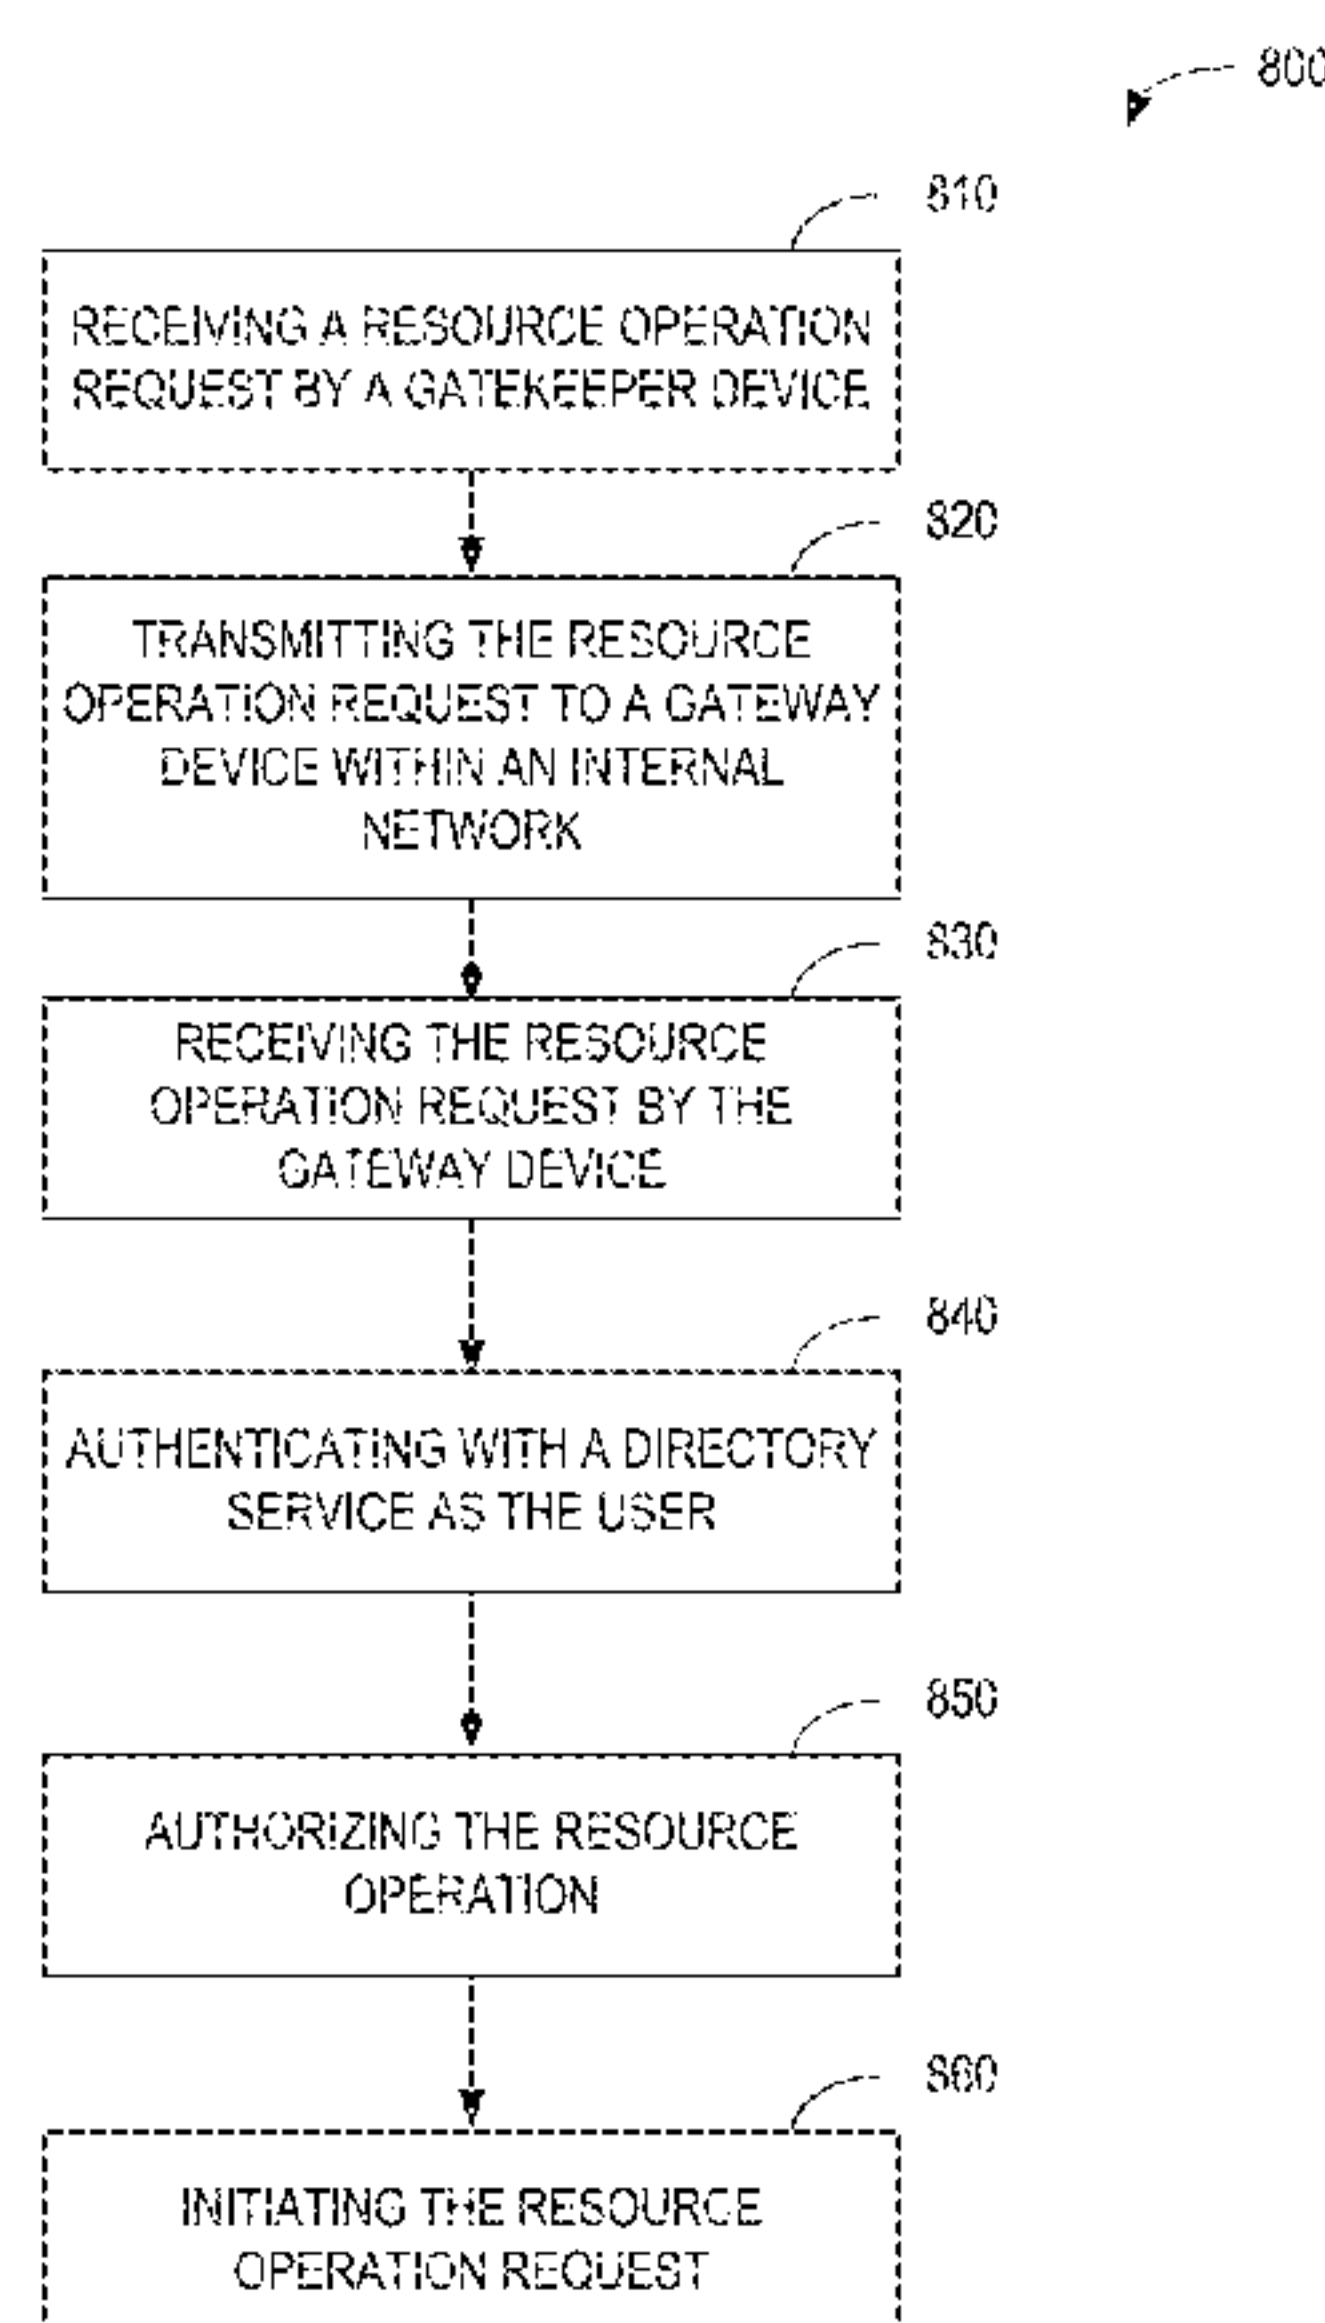 800
810
RECEIVING A RESOURCE OPERATION
REQUEST BY A GATEKEEPER DEVICE
820
TRANSMITTING THE RESOURCE
OPERATION REQUEST TO A GATEWAY
DEVICE WITHIN AN INTERNAL
NETWORK
830
RECEIVING THE RESOURCE
OPERATION REQUEST BY THE
GATEWAY DEVICE
840
AUTHENTICATING WITH A DIRECTORY
SERVICE AS THE USER
850
AUTHORIZING THE RESOURCE
OPERATION
860
INITIATING THE RESOURCE
OPERATION REQUEST